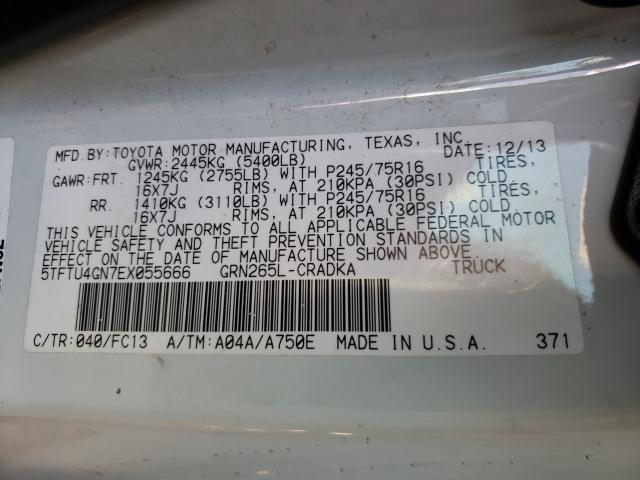 MFD.BY:TOYOTA MOTOR MANUFACTURING, TEXAS, INC. DATE: 12/13
GVWR:2445KG (5400LB)
GAWR:FRT. 1245KG (2755LB) WITH P245/75R16 TIRES,
16X7J RIMS, AT 210KPA (30PSI) COLD.
RR. 1410KG (3110LB) WITH P245/75R16 TIRES,
16X7J RIMS, AT 210KPA (30PSI) COLD.
THIS VEHICLE CONFORMS TO ALL APPLICABLE FEDERAL MOTOR
VEHICLE SAFETY AND THEFT PREVENTION STANDARDS IN
EFFECT ON THE DATE OF MANUFACTURE SHOWN ABOVE.
5TFTU4GN7EX055666 GRN265L-CRADKA TRUCK
C/TR:040/FC13 A/TM:A04A/A750E MADE IN U.S.A. 371